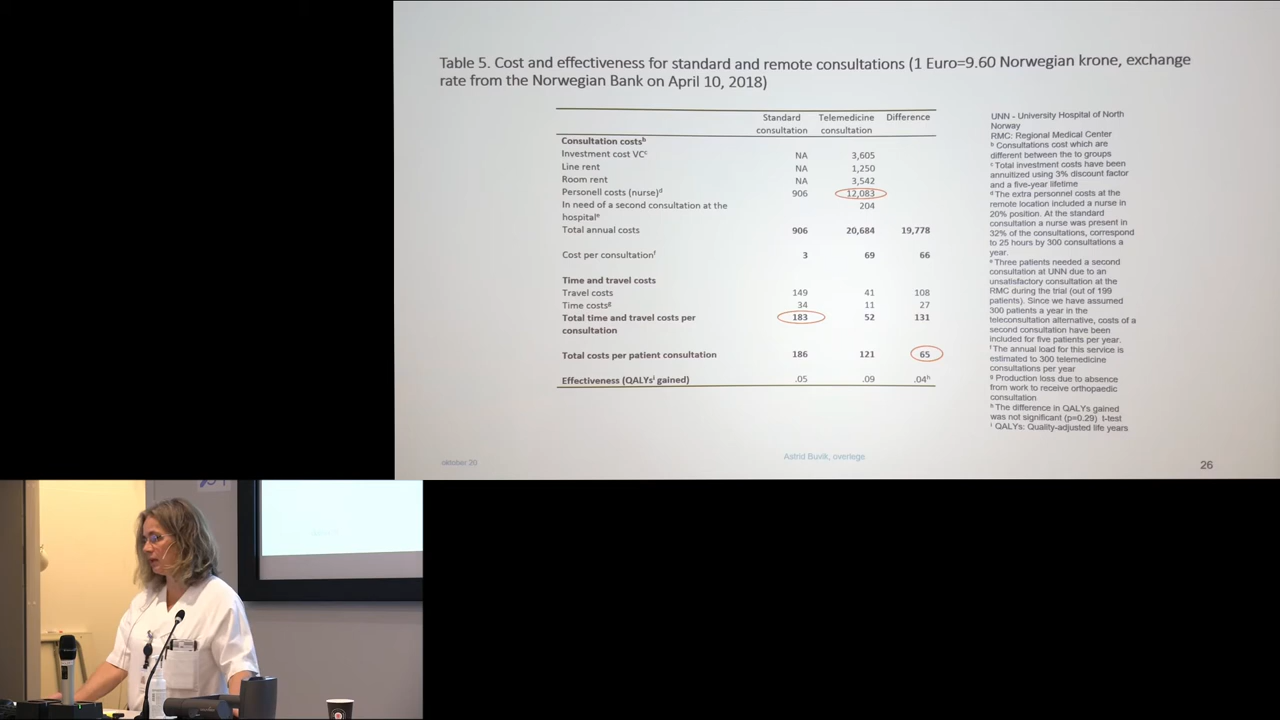 Table 5. Cost and effectiveness for standard and remote consultations (1 Euro=9.60 Norwegian krone, exchange
rate from the Norwegian Bank on April 10, 2018)
Standard consultation Telemedicine consultation Difference
Consultation costsᵇ
Investment cost VCᶜ NA 3,605
Line rent NA 1,250
Room rent NA 3,542
Personell costs (nurse)ᵈ 906 12,083
In need of a second consultation at the 204
hospitalᵉ
Total annual costs 906 20,684 19,778
Cost per consultationᶠ 3 69 66
Time and travel costs
Travel costs 149 41 108
Time costsᵍ 34 11 27
Total time and travel costs per 183 52 131
consultation
Total costs per patient consultation 186 121 65
Effectiveness (QALYsⁱ gained) .05 .09 .04ʰ
UNN - University Hospital of North
Norway
RMC: Regional Medical Center
ᵇ Consultations cost which are
different between the to groups
ᶜ Total investment costs have been
annuitized using 3% discount factor
and a five-year lifetime
ᵈ The extra personnel costs at the
remote location included a nurse in
20% position. At the standard
consultation a nurse was present in
32% of the consultations, correspond
to 25 hours by 300 consultations a
year.
ᵉ Three patients needed a second
consultation at UNN due to an
unsatisfactory consultation at the
RMC during the trial (out of 199
patients). Since we have assumed
300 patients a year in the
teleconsultation alternative, costs of a
second consultation have been
included for five patients per year.
ᶠ The annual load for this service is
estimated to 300 telemedicine
consultations per year
ᵍ Production loss due to absence
from work to receive orthopaedic
consultation
ʰ The difference in QALYs gained
was not significant (p=0.29) t-test
ⁱ QALYs: Quality-adjusted life years
oktober 20
Astrid Buvik, overlege
26